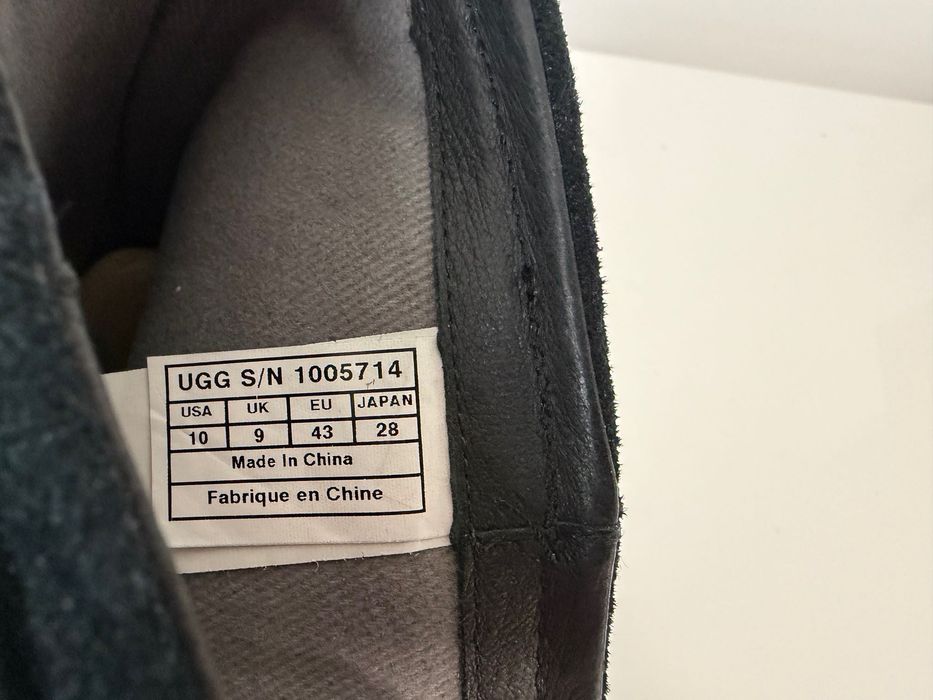 UGG S/N 1005714
USA UK EU JAPAN
10 9 43 28
Made In China
Fabrique en Chine